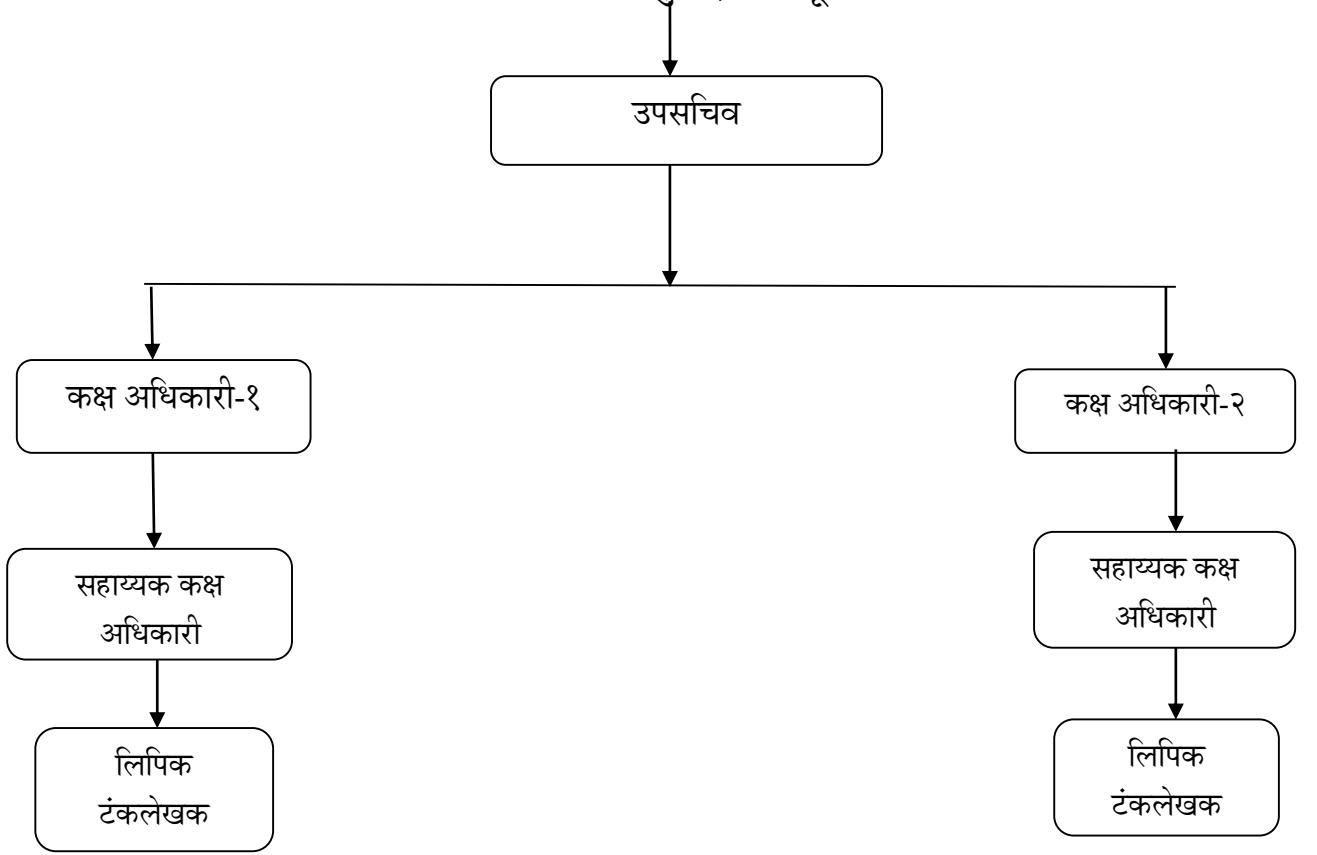 उपसचिव
कक्ष अधिकारी-१
कक्ष अधिकारी-२
सहाय्यक कक्ष
अधिकारी
सहाय्यक कक्ष
अधिकारी
लिपिक
टंकलेखक
लिपिक
टंकलेखक